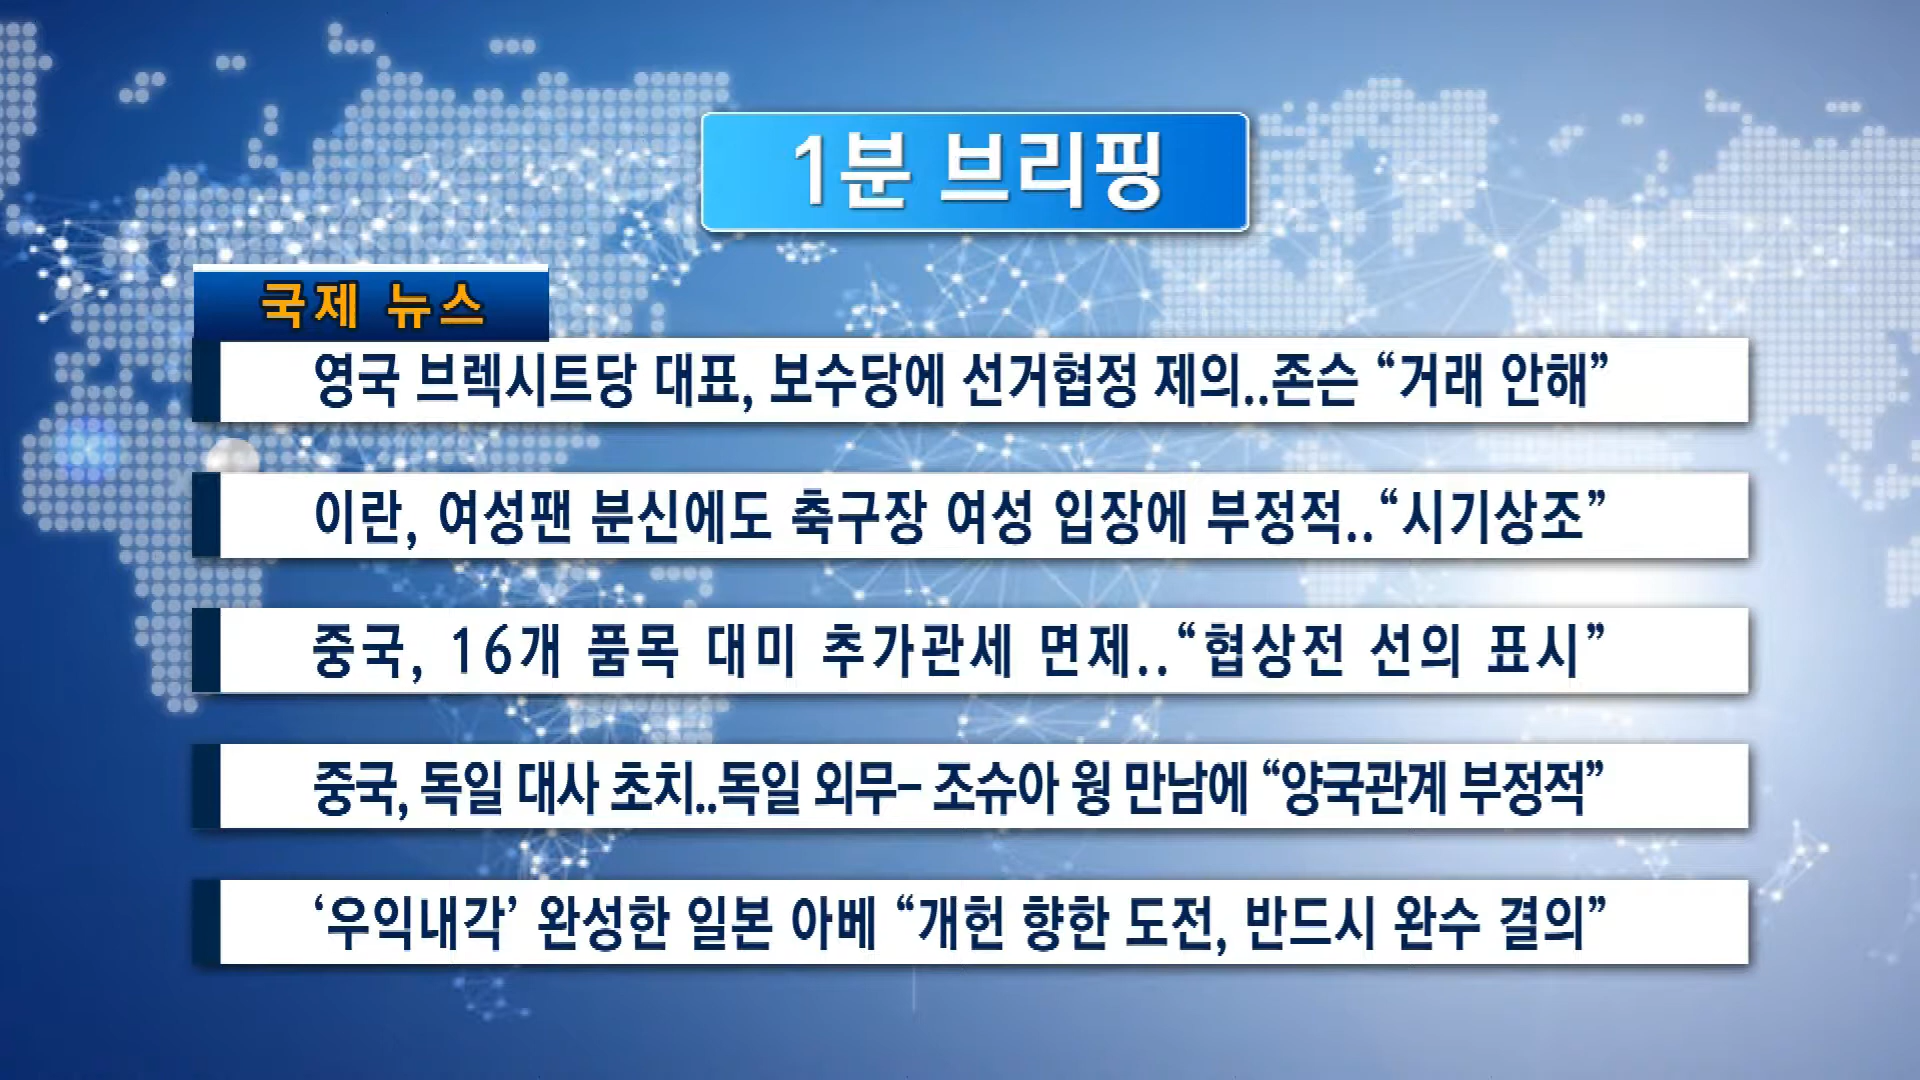 1분 브리핑
국제 뉴스
영국 브렉시트당 대표, 보수당에 선거협정 제의..존슨 “거래 안해”
이란, 여성팬 분신에도 축구장 여성 입장에 부정적..“시기상조”
중국, 16개 품목 대미 추가관세 면제..“협상전 선의 표시”
중국, 독일 대사 초치..독일 외무- 조슈아 웡 만남에 “양국관계 부정적”
‘우익내각’ 완성한 일본 아베 “개헌 향한 도전, 반드시 완수 결의”